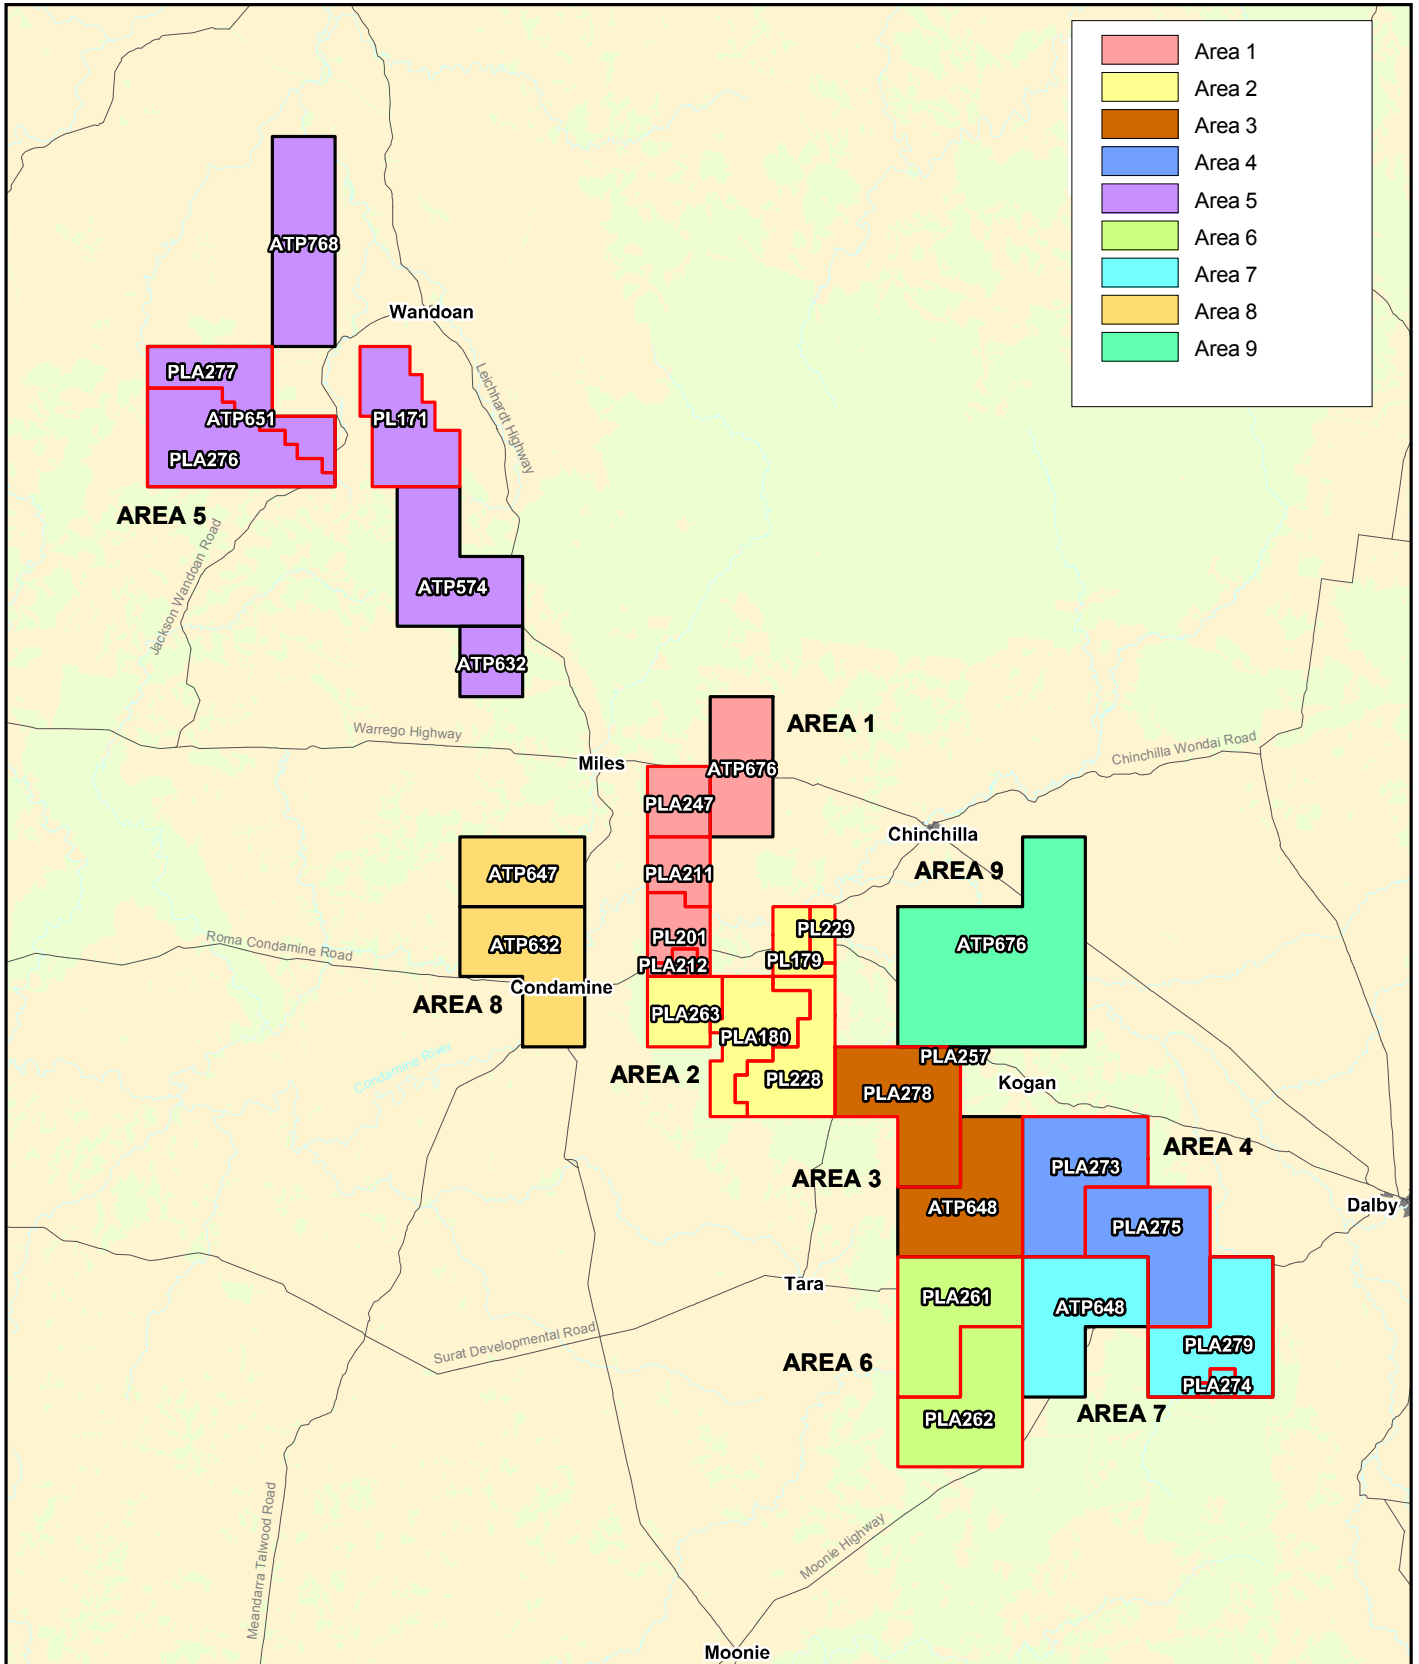 Area 1
Area 2
Area 3
Area 4
Area 5
Area 6
Area 7
Area 8
Area 9
ATP768
Wandoan
PLA277
Leichhardt Highway
ATP651
PL171
PLA276
AREA 5
Jackson Wandoan Road
ATP574
ATP632
AREA 1
Warrego Highway
Chinchilla Wondai Road
Miles
ATP676
PLA247
Chinchilla
PLA211
AREA 9
ATP647
PL229
PL201
ATP632
ATP676
Roma Condamine Road
PL179
PLA212
Condamine
AREA 8
PLA263
PLA180
PLA257
Condamine River
AREA 2
PL228
Kogan
PLA278
AREA 4
PLA273
AREA 3
ATP648
Dalby
PLA275
Tara
PLA261
ATP648
Surat Developmental Road
PLA279
AREA 6
PLA274
AREA 7
PLA262
Moonie Highway
Meandarra Talwood Road
Moonie